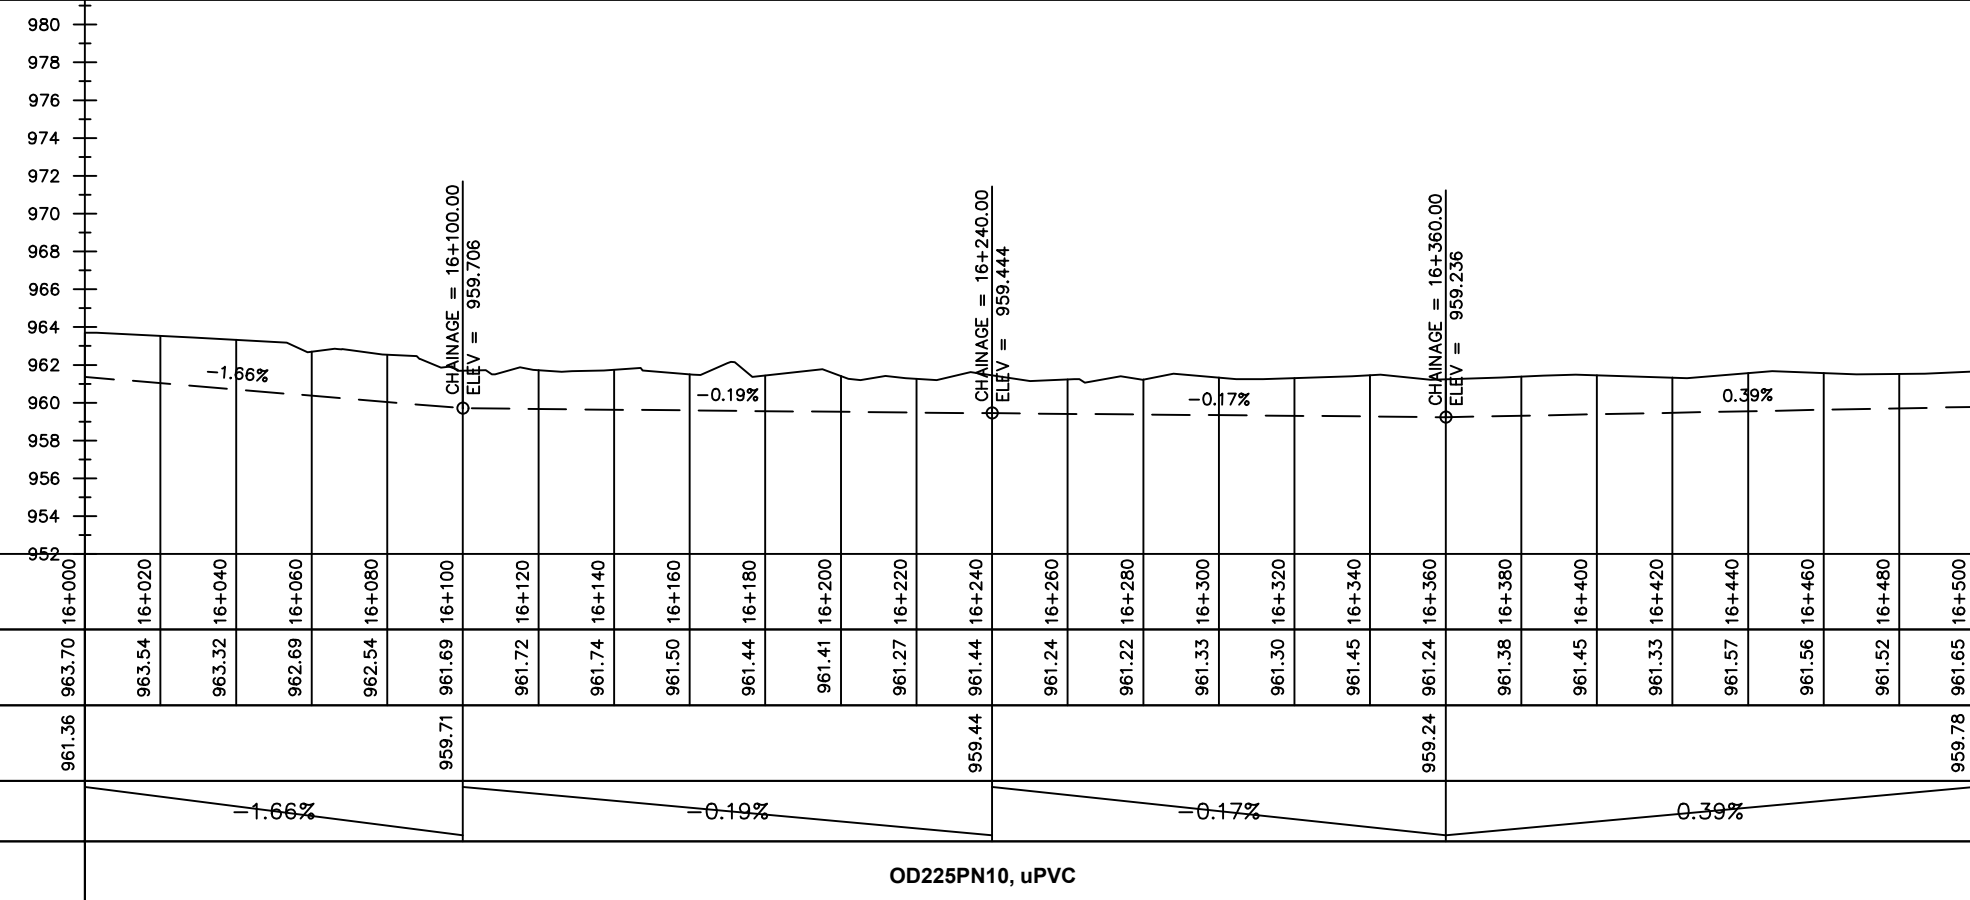 980
978
976
974
972
970
968
966
964
962
960
958
956
954
952
CHAINAGE = 16+100.00
ELEV = 959.706
CHAINAGE = 16+240.00
ELEV = 959.444
CHAINAGE = 16+360.00
ELEV = 959.236
-1.66%
-0.19%
-0.17%
0.39%
16+000 16+020 16+040 16+060 16+080 16+100 16+120 16+140 16+160 16+180 16+200 16+220 16+240 16+260 16+280 16+300 16+320 16+340 16+360 16+380 16+400 16+420 16+440 16+460 16+480 16+500
963.70 963.54 963.32 962.69 962.54 961.69 961.72 961.74 961.50 961.44 961.41 961.27 961.44 961.24 961.22 961.33 961.30 961.45 961.24 961.38 961.45 961.33 961.57 961.56 961.52 961.65
961.36 959.71 959.44 959.24 959.78
-1.66% -0.19% -0.17% 0.39%
OD225PN10, uPVC